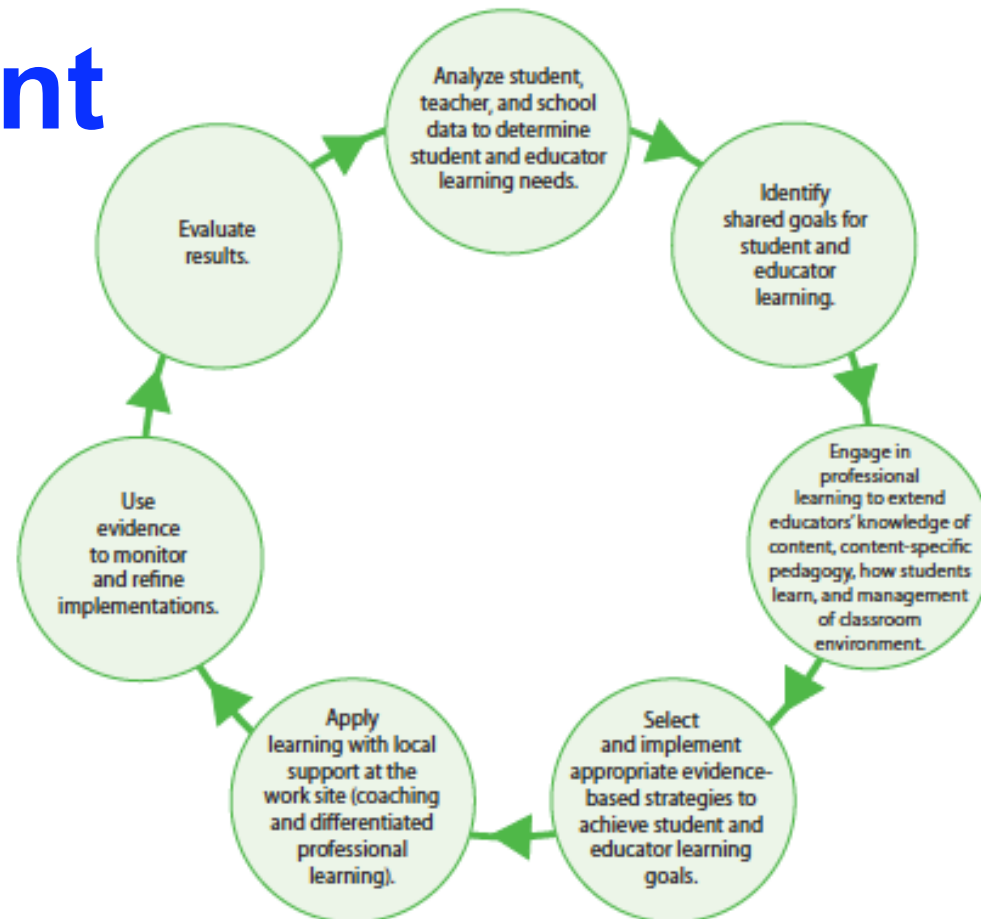 nt
Analyze student,
teacher, and school
data to determine
student and educator
learning needs.
Identify
shared goals for
student and
educator
learning.
Engage in
professional
learning to extend
educators' knowledge of
content, content-specific
pedagogy, how students
learn, and management
of classroom
environment.
Select
and implement
appropriate evidence-
based strategies to
achieve student and
educator learning
goals.
Apply
learning with local
support at the
work site (coaching
and differentiated
professional
learning).
Use
evidence
to monitor
and refine
implementations.
Evaluate
results.